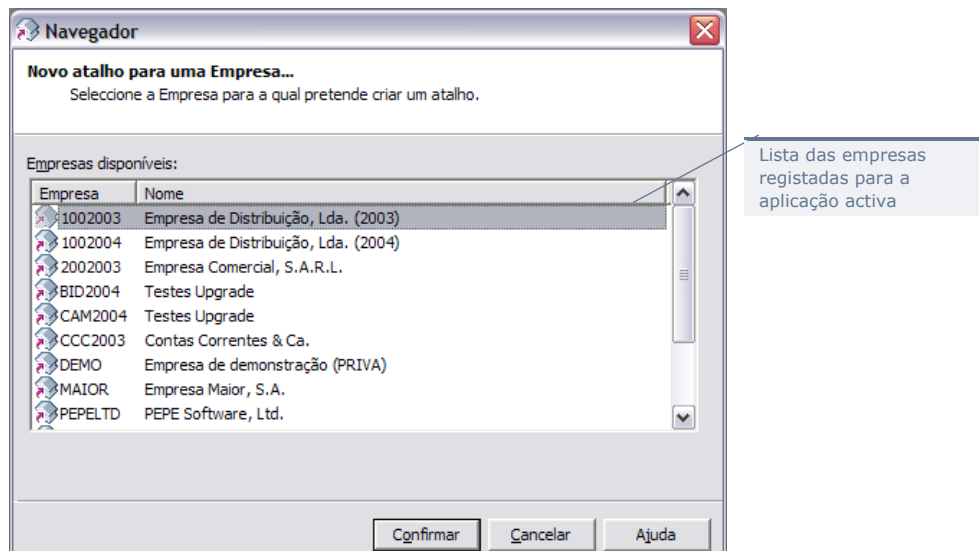 Navegador
Novo atalho para uma Empresa...
Seleccione a Empresa para a qual pretende criar um atalho.
Empresas disponíveis:
Empresa Nome
1002003 Empresa de Distribuição, Lda. (2003)
1002004 Empresa de Distribuição, Lda. (2004)
2002003 Empresa Comercial, S.A.R.L.
BID2004 Testes Upgrade
CAM2004 Testes Upgrade
CCC2003 Contas Correntes & Ca.
DEMO Empresa de demonstração (PRIVA)
MAIOR Empresa Maior, S.A.
PEPELTD PEPE Software, Ltd.
Confirmar Cancelar Ajuda
Lista das empresas
registadas para a
aplicação activa